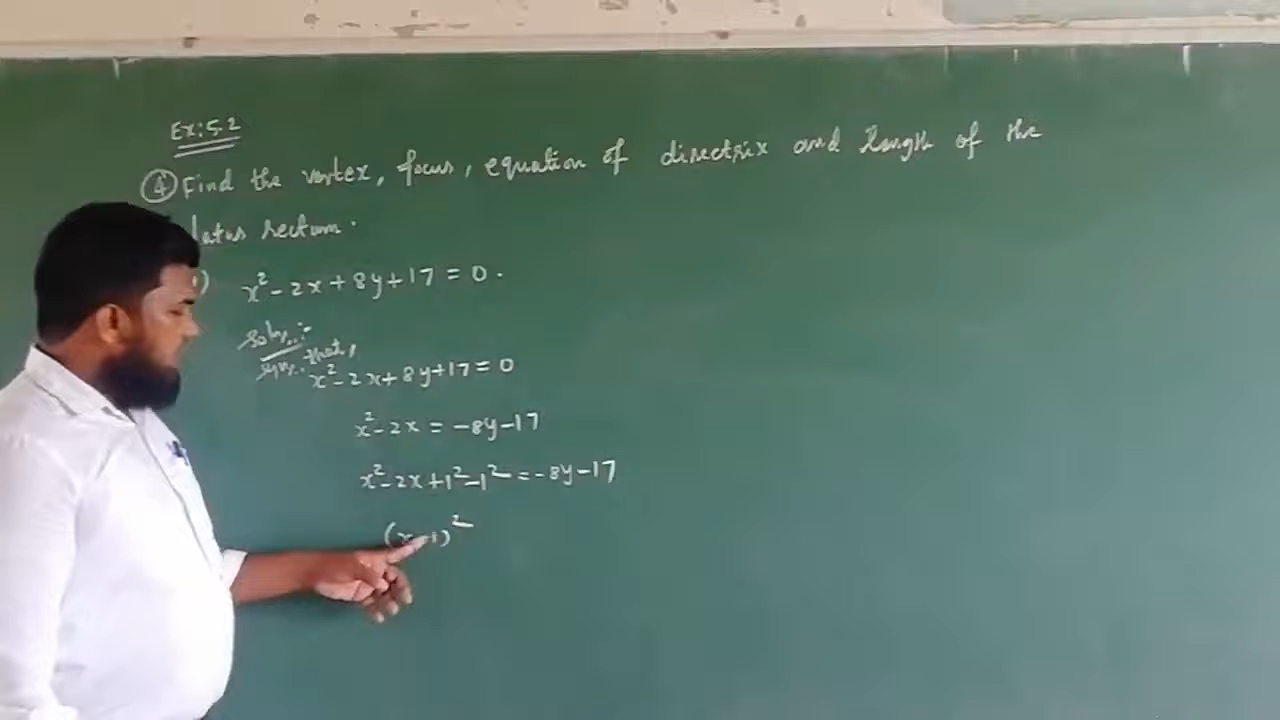 Ex: 5.2
④ Find the vertex, focus, equation of directrix and length of the
latus rectum.
) x² - 2x + 8y + 17 = 0.
Soln:-
that,
x² - 2x + 8y + 17 = 0
x² - 2x = -8y - 17
x² - 2x + 1² - 1² = -8y - 17
(x - 1)²